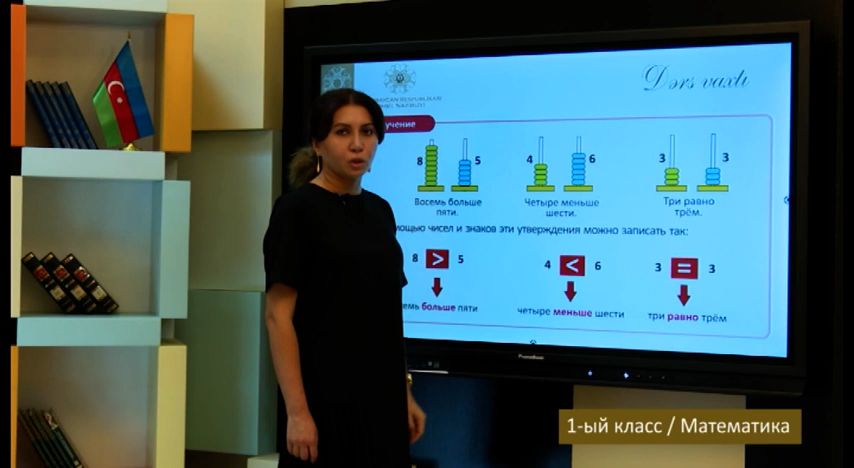 Dərs vaxtı
учение
8 5 4 6 3 3
Восемь больше пяти. Четыре меньше шести. Три равно трём.
мощью чисел и знаков эти утверждения можно записать так:
8 > 5 4 < 6 3 = 3
емь больше пяти четыре меньше шести три равно трём
Promethean
1-ый класс / Математика